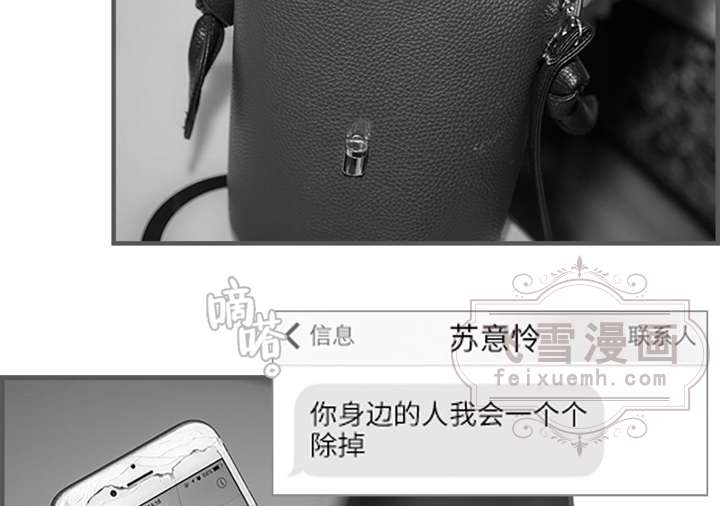 嘀
嗒
信息 苏意怜 联系人
飞雪漫画
feixuemh.com
你身边的人我会一个个
除掉